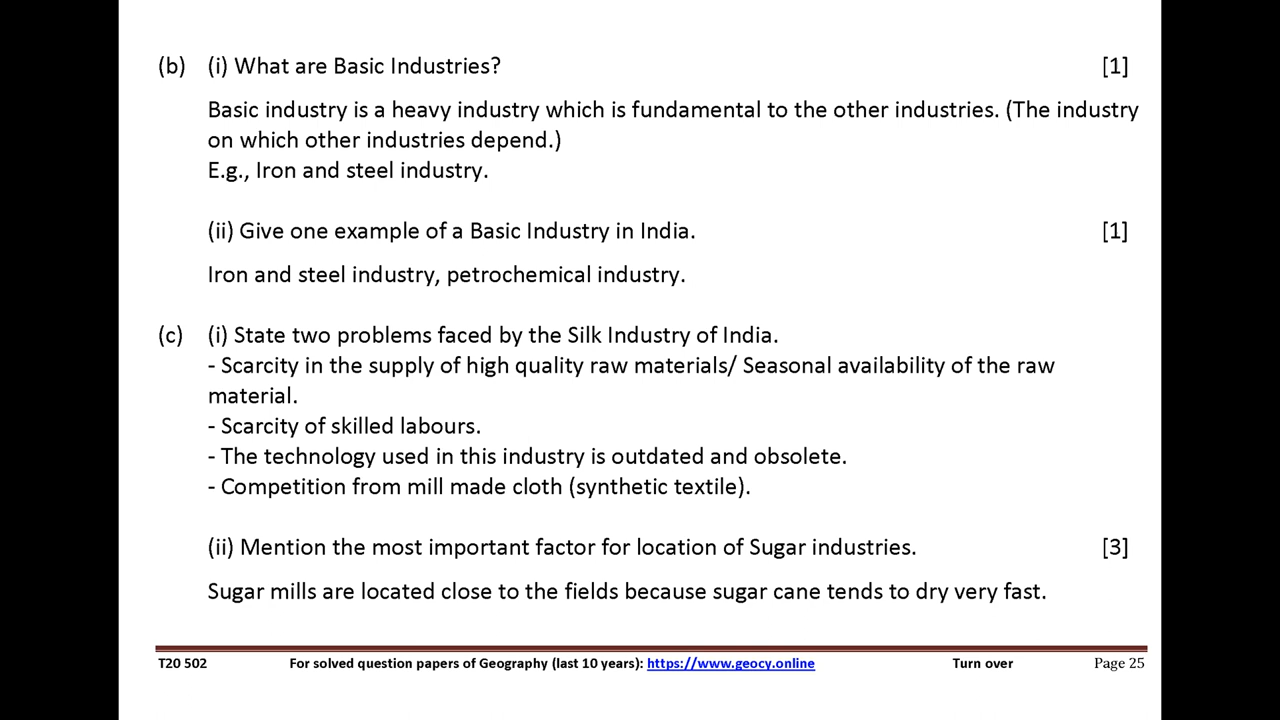 (b) (i) What are Basic Industries? [1]
Basic industry is a heavy industry which is fundamental to the other industries. (The industry
on which other industries depend.)
E.g., Iron and steel industry.
(ii) Give one example of a Basic Industry in India. [1]
Iron and steel industry, petrochemical industry.
(c) (i) State two problems faced by the Silk Industry of India.
- Scarcity in the supply of high quality raw materials/ Seasonal availability of the raw
material.
- Scarcity of skilled labours.
- The technology used in this industry is outdated and obsolete.
- Competition from mill made cloth (synthetic textile).
(ii) Mention the most important factor for location of Sugar industries. [3]
Sugar mills are located close to the fields because sugar cane tends to dry very fast.
T20 502 For solved question papers of Geography (last 10 years): https://www.geocy.online Turn over Page 25